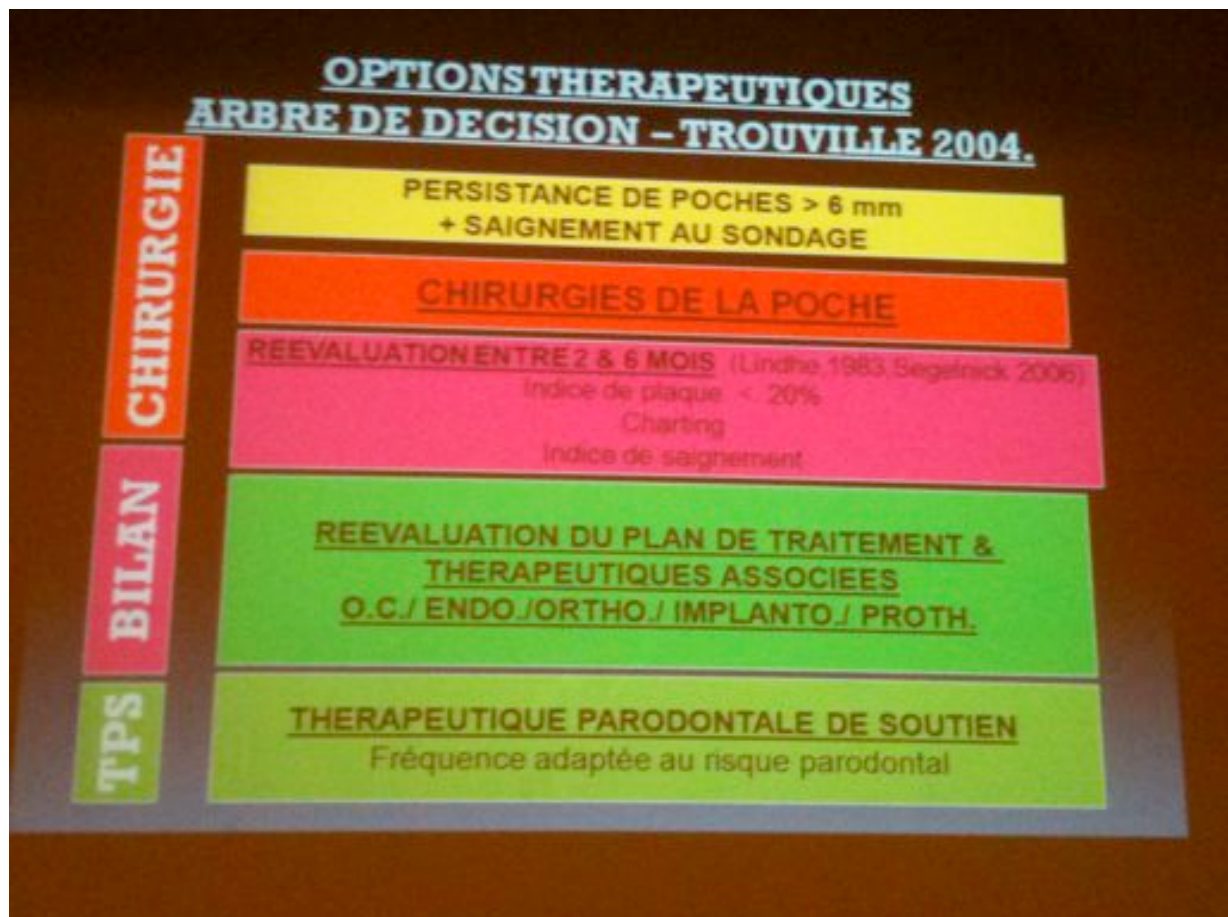 OPTIONS THERAPEUTIQUES
ARBRE DE DECISION – TROUVILLE 2004.
CHIRURGIE
PERSISTANCE DE POCHES > 6 mm
+ SAIGNEMENT AU SONDAGE
CHIRURGIES DE LA POCHE
REEVALUATION ENTRE 2 & 6 MOIS (Lindhe 1983, Segelnick 2006)
Indice de plaque < 20%
Charting
Indice de saignement
BILAN
REEVALUATION DU PLAN DE TRAITEMENT &
THERAPEUTIQUES ASSOCIEES
O.C./ ENDO./ORTHO./ IMPLANTO./ PROTH.
TPS
THERAPEUTIQUE PARODONTALE DE SOUTIEN
Fréquence adaptée au risque parodontal